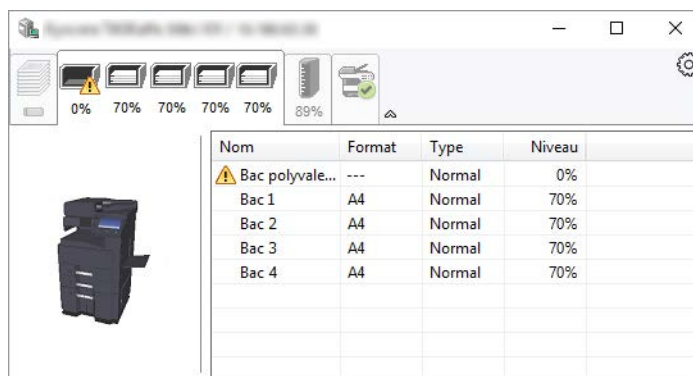 0% 70% 70% 70% 70% 89%
Nom Format Type Niveau
Bac polyvale... --- Normal 0%
Bac 1 A4 Normal 70%
Bac 2 A4 Normal 70%
Bac 3 A4 Normal 70%
Bac 4 A4 Normal 70%